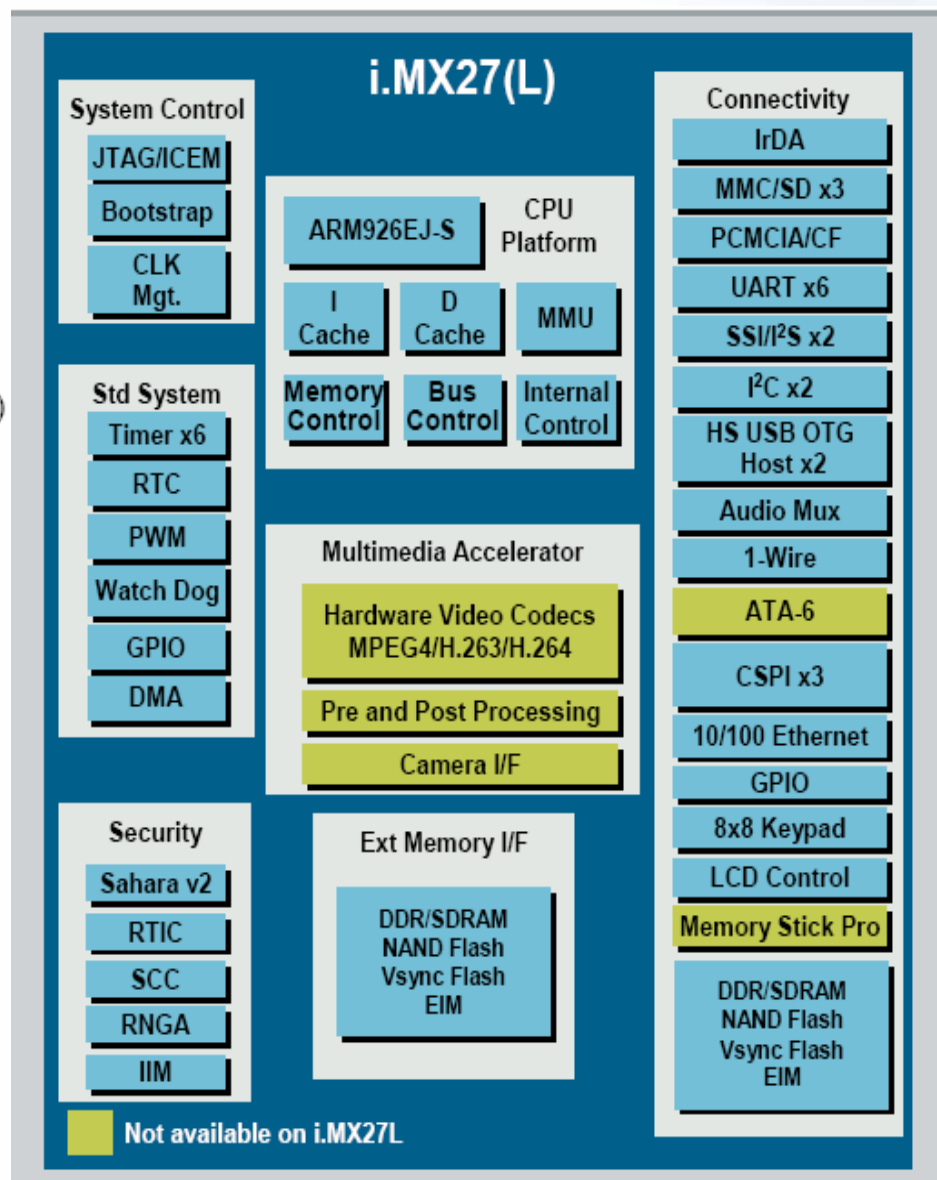 i.MX27(L)
System Control
JTAG/ICEM
Bootstrap
CLK
Mgt.
Std System
Timer x6
RTC
PWM
Watch Dog
GPIO
DMA
Security
Sahara v2
RTIC
SCC
RNGA
IIM
CPU
Platform
ARM926EJ-S
I
Cache
D
Cache
MMU
Memory
Control
Bus
Control
Internal
Control
Multimedia Accelerator
Hardware Video Codecs
MPEG4/H.263/H.264
Pre and Post Processing
Camera I/F
Ext Memory I/F
DDR/SDRAM
NAND Flash
Vsync Flash
EIM
Connectivity
IrDA
MMC/SD x3
PCMCIA/CF
UART x6
SSI/I²S x2
I²C x2
HS USB OTG
Host x2
Audio Mux
1-Wire
ATA-6
CSPI x3
10/100 Ethernet
GPIO
8x8 Keypad
LCD Control
Memory Stick Pro
DDR/SDRAM
NAND Flash
Vsync Flash
EIM
Not available on i.MX27L
)